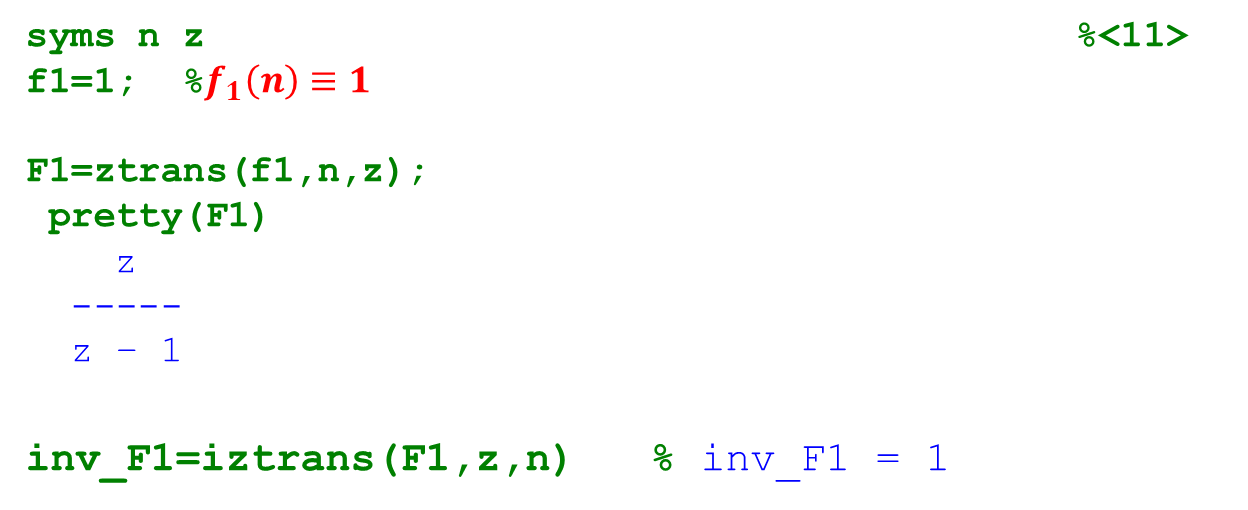 syms n z %<11>
f1=1; %f₁(n) ≡ 1
F1=ztrans(f1,n,z);
pretty(F1)
z
-----
z - 1
inv_F1=iztrans(F1,z,n) % inv_F1 = 1